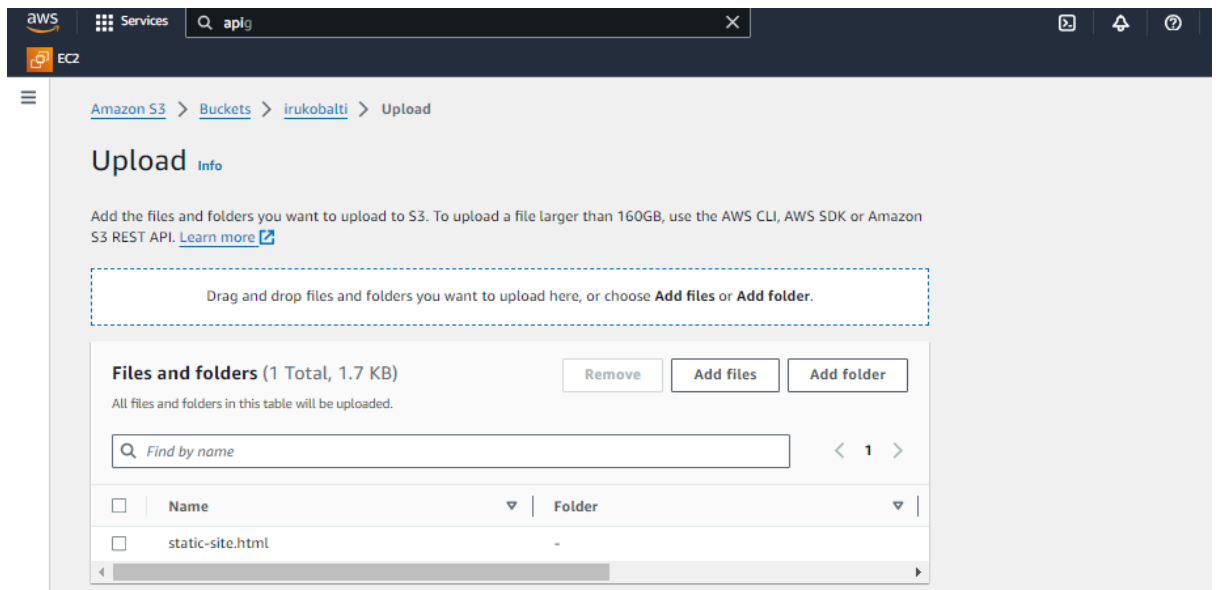 aws Services apig
EC2
Amazon S3 > Buckets > irukobalti > Upload
Upload Info
Add the files and folders you want to upload to S3. To upload a file larger than 160GB, use the AWS CLI, AWS SDK or Amazon
S3 REST API. Learn more
Drag and drop files and folders you want to upload here, or choose Add files or Add folder.
Files and folders (1 Total, 1.7 KB) Remove Add files Add folder
All files and folders in this table will be uploaded.
Find by name < 1 >
Name Folder
static-site.html -